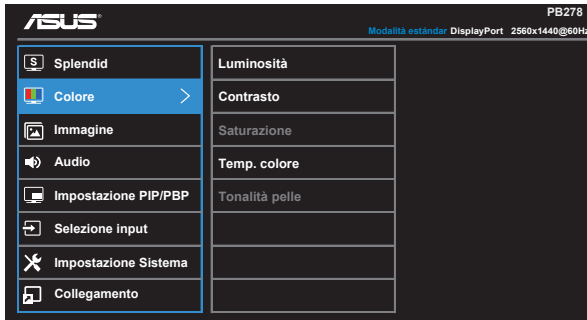 ASUS
PB278
Modalità estándar DisplayPort 2560x1440@60Hz
S Splendid
Colore
Immagine
Audio
Impostazione PIP/PBP
Selezione input
Impostazione Sistema
Collegamento
Luminosità
Contrasto
Saturazione
Temp. colore
Tonalità pelle